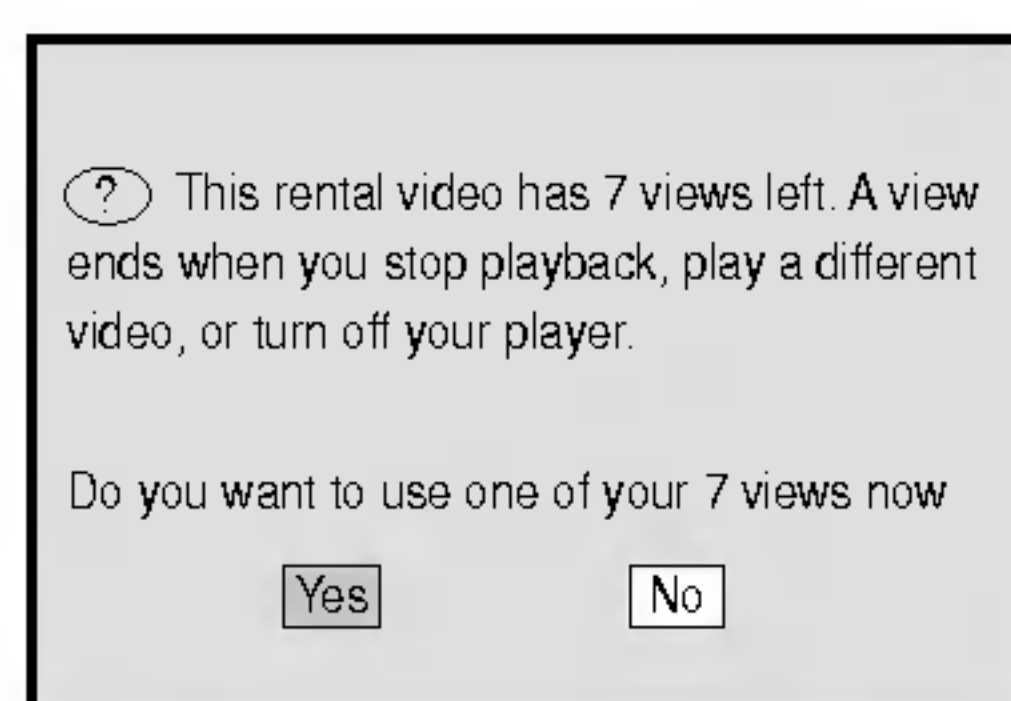 ? This rental video has 7 views left. A view
ends when you stop playback, play a different
video, or turn off your player.
Do you want to use one of your 7 views now
Yes No